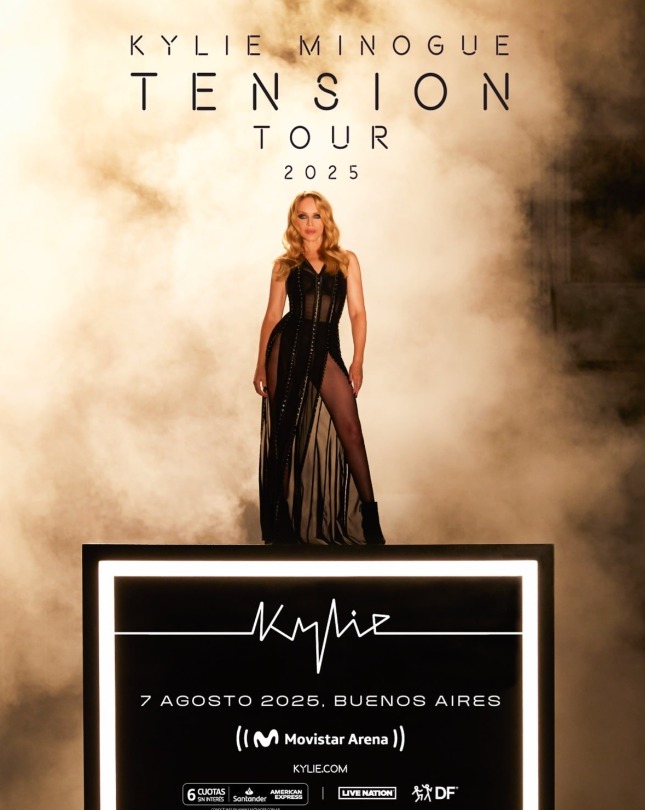 KYLIE MINOGUE
TENSION
TOUR
2025
Kylie
7 AGOSTO 2025, BUENOS AIRES
Movistar Arena
KYLIE.COM
6 CUOTAS SIN INTERÉS Santander AMERICAN EXPRESS LIVE NATION DF